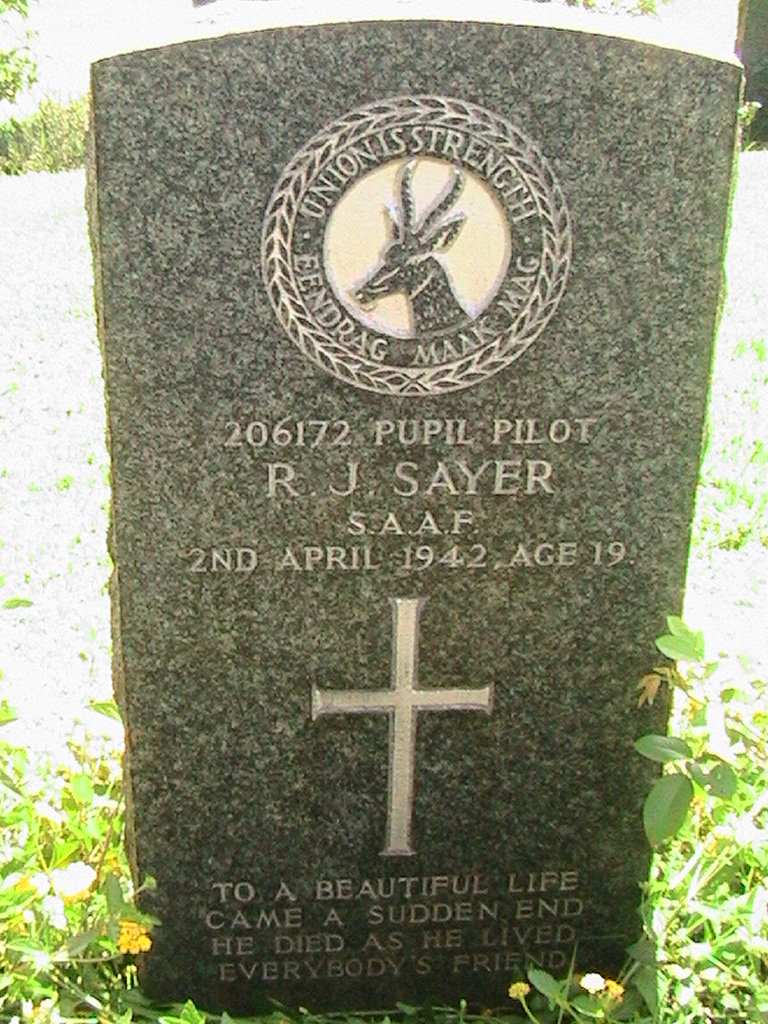 · UNION IS STRENGTH ·
EENDRAG MAAK MAG
206172 PUPIL PILOT
R. J. SAYER
S.A.A.F.
2ND APRIL 1942, AGE 19.
TO A BEAUTIFUL LIFE
CAME A SUDDEN END
HE DIED AS HE LIVED
EVERYBODY'S FRIEND